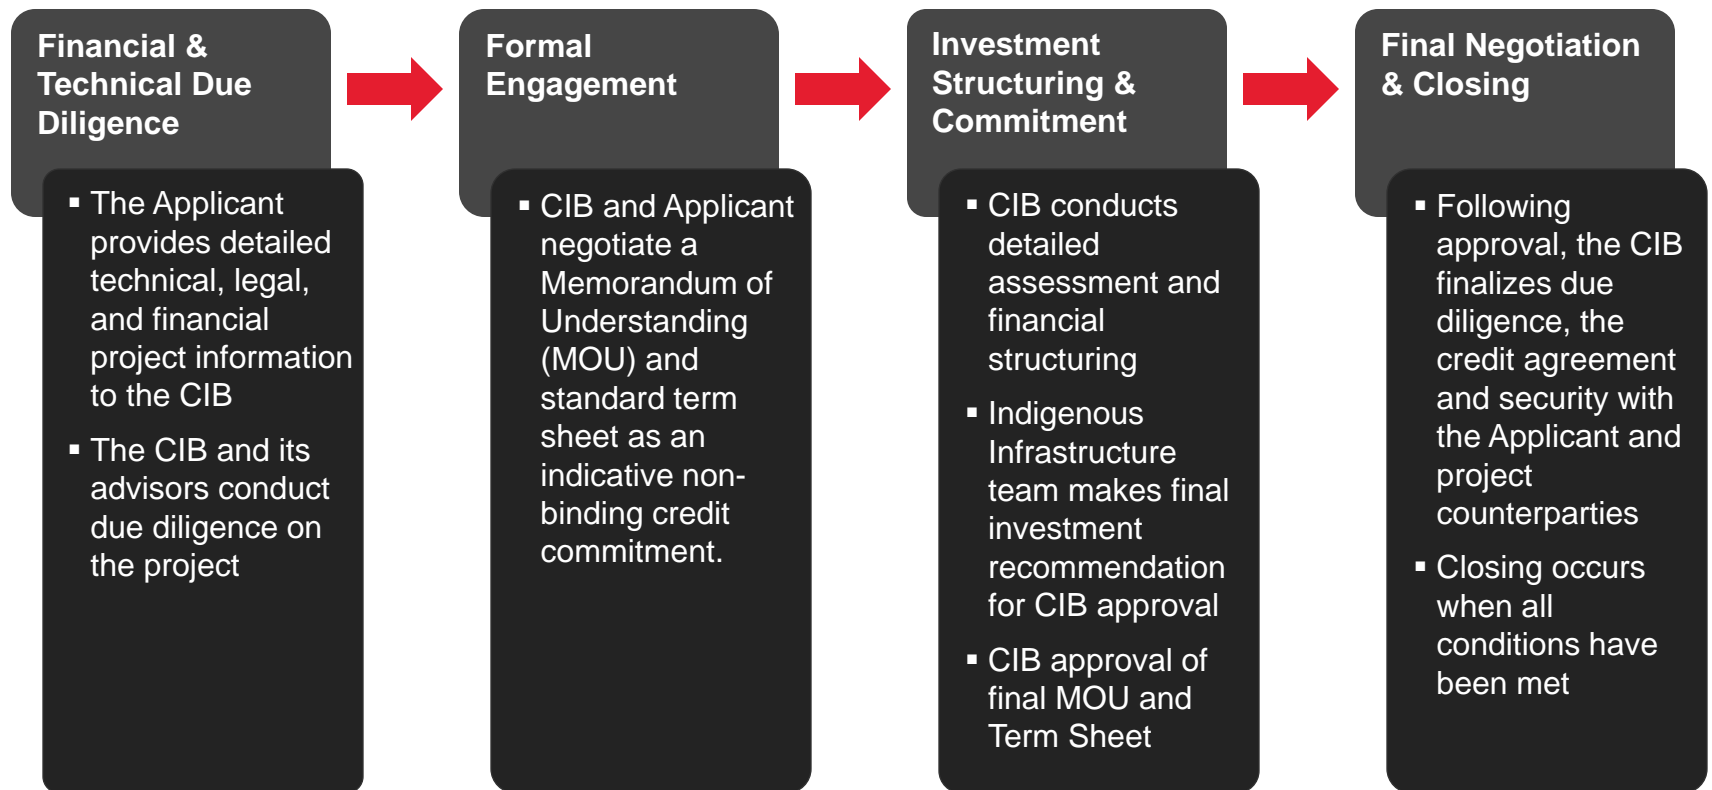 Financial &
Technical Due
Diligence
▪ The Applicant
provides detailed
technical, legal,
and financial
project information
to the CIB
▪ The CIB and its
advisors conduct
due diligence on
the project
Formal
Engagement
▪ CIB and Applicant
negotiate a
Memorandum of
Understanding
(MOU) and
standard term
sheet as an
indicative non-
binding credit
commitment.
Investment
Structuring &
Commitment
▪ CIB conducts
detailed
assessment and
financial
structuring
▪ Indigenous
Infrastructure
team makes final
investment
recommendation
for CIB approval
▪ CIB approval of
final MOU and
Term Sheet
Final Negotiation
& Closing
▪ Following
approval, the CIB
finalizes due
diligence, the
credit agreement
and security with
the Applicant and
project
counterparties
▪ Closing occurs
when all
conditions have
been met